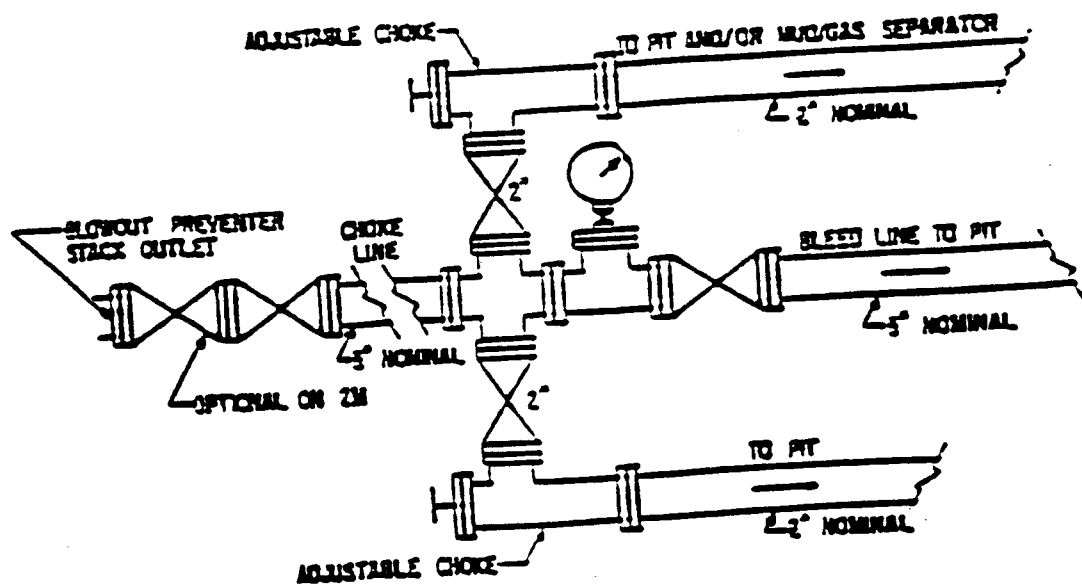 ADJUSTABLE CHOKE
TO PIT AND/OR MUD/GAS SEPARATOR
2" NOMINAL
2"
BLOWOUT PREVENTER
STACK OUTLET
CHOKE
LINE
BLEED LINE TO PIT
3" NOMINAL
3" NOMINAL
OPTIONAL ON 2M
2"
TO PIT
2" NOMINAL
ADJUSTABLE CHOKE